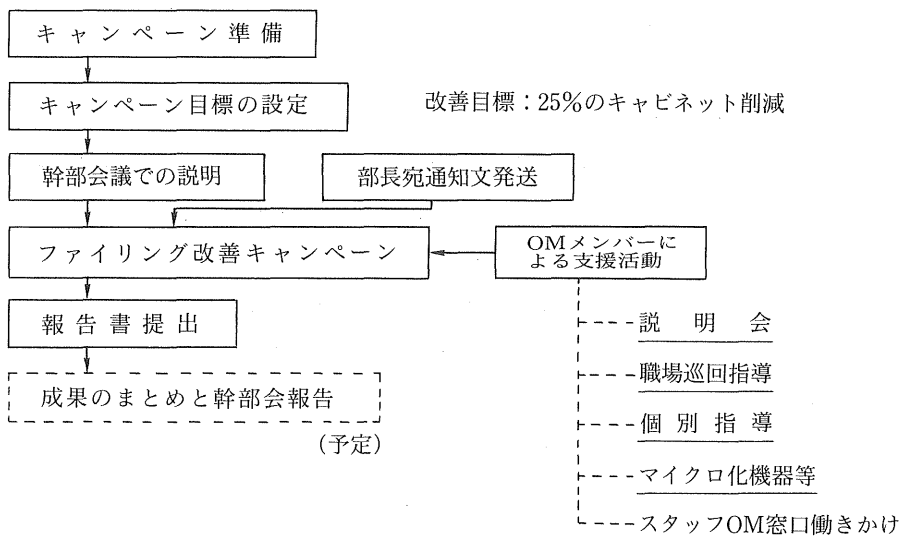 キャンペーン準備
キャンペーン目標の設定
改善目標：25％のキャビネット削減
幹部会議での説明
部長宛通知文発送
ファイリング改善キャンペーン
OMメンバーに
よる支援活動
報告書提出
説明会
職場巡回指導
成果のまとめと幹部会報告
（予定）
個別指導
マイクロ化機器等
スタッフOM窓口働きかけ